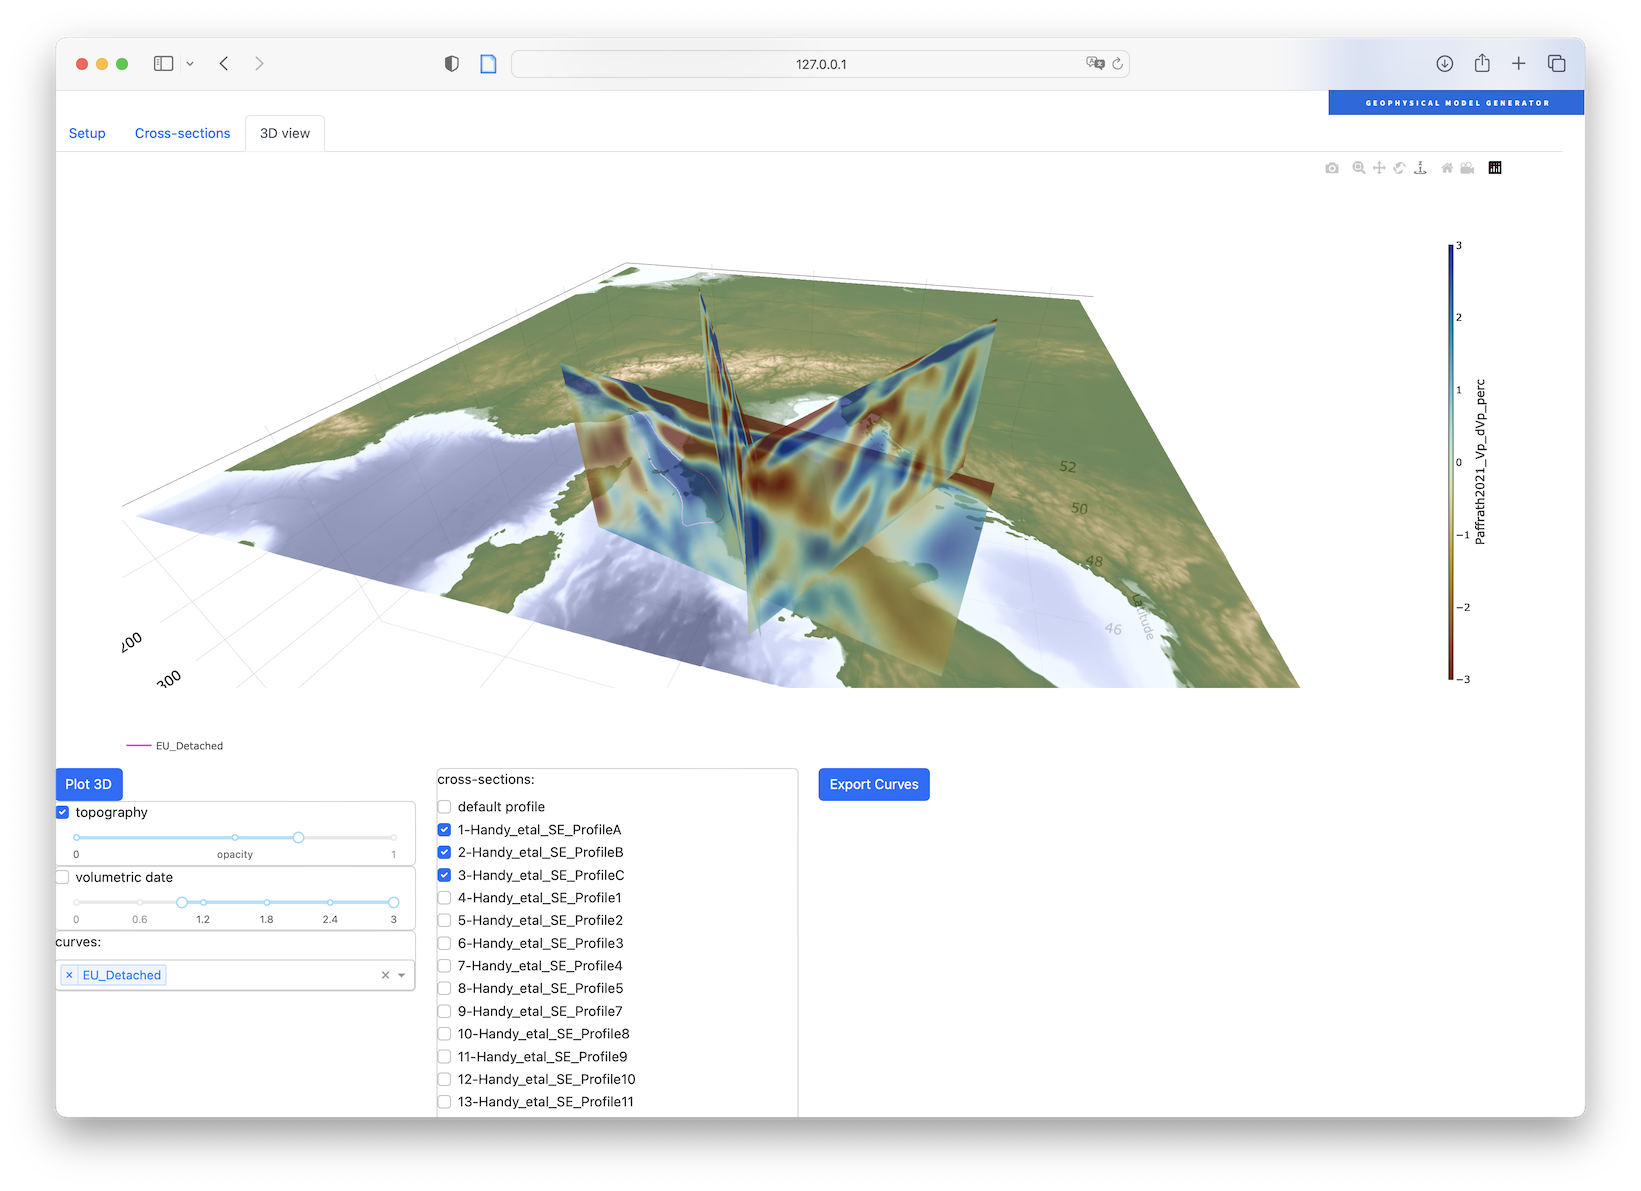 127.0.0.1
GEOPHYSICAL MODEL GENERATOR
Setup
Cross-sections
3D view
3
2
1
0
−1
−2
−3
Paffrath2021_Vp_dVp_perc
52
50
48
46
Latitude
200
300
EU_Detached
Plot 3D
topography
0
opacity
1
volumetric date
0
0.6
1.2
1.8
2.4
3
curves:
× EU_Detached ×
cross-sections:
default profile
1-Handy_etal_SE_ProfileA
2-Handy_etal_SE_ProfileB
3-Handy_etal_SE_ProfileC
4-Handy_etal_SE_Profile1
5-Handy_etal_SE_Profile2
6-Handy_etal_SE_Profile3
7-Handy_etal_SE_Profile4
8-Handy_etal_SE_Profile5
9-Handy_etal_SE_Profile7
10-Handy_etal_SE_Profile8
11-Handy_etal_SE_Profile9
12-Handy_etal_SE_Profile10
13-Handy_etal_SE_Profile11
Export Curves